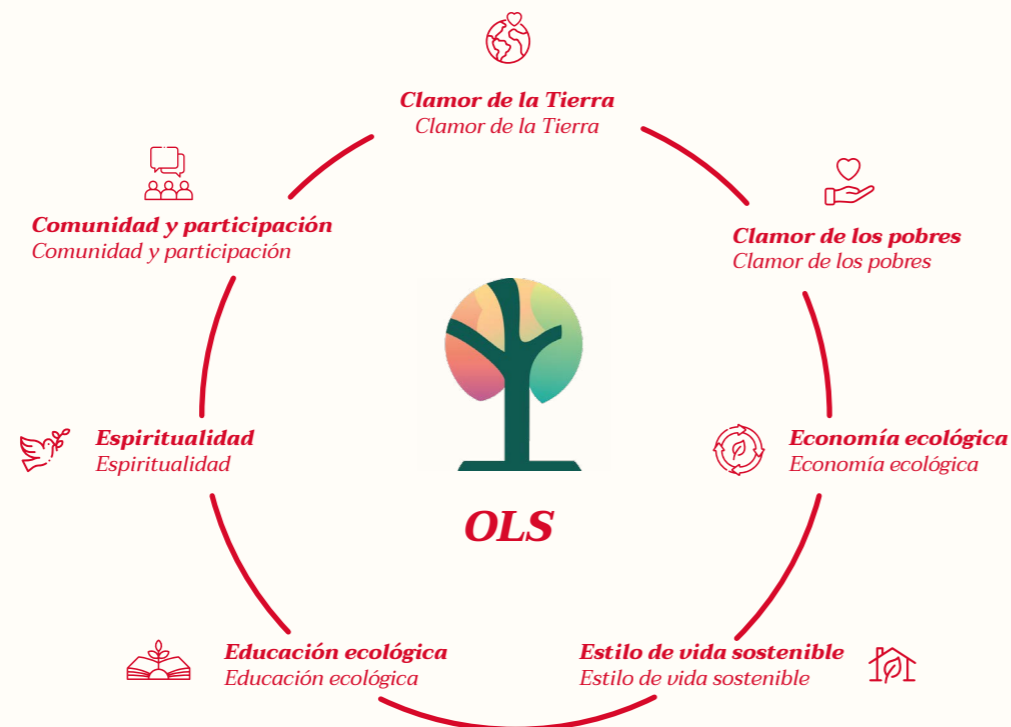 Clamor de la Tierra
Clamor de la Tierra
Comunidad y participación
Comunidad y participación
Clamor de los pobres
Clamor de los pobres
Espiritualidad
Espiritualidad
Economía ecológica
Economía ecológica
OLS
Educación ecológica
Educación ecológica
Estilo de vida sostenible
Estilo de vida sostenible